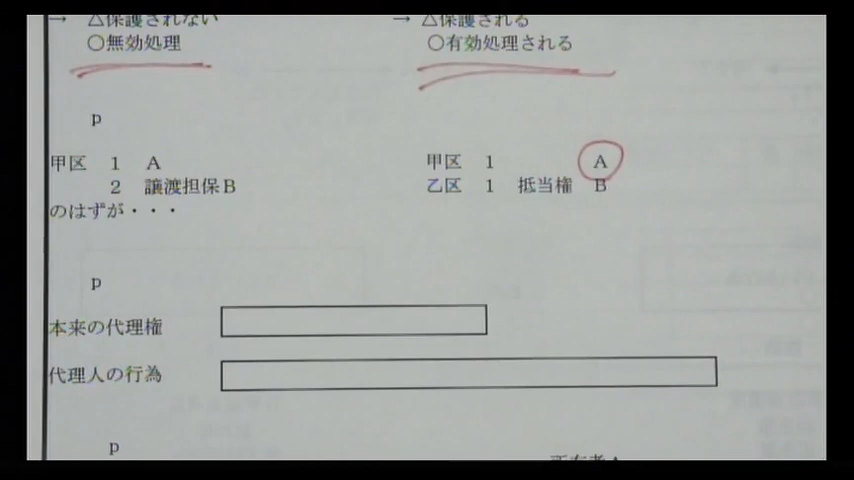 → △保護されない → △保護される
○無効処理 ○有効処理される
p
甲区 1 A 甲区 1 A
2 譲渡担保B 乙区 1 抵当権 B
のはずが・・・
p
本来の代理権
代理人の行為
p